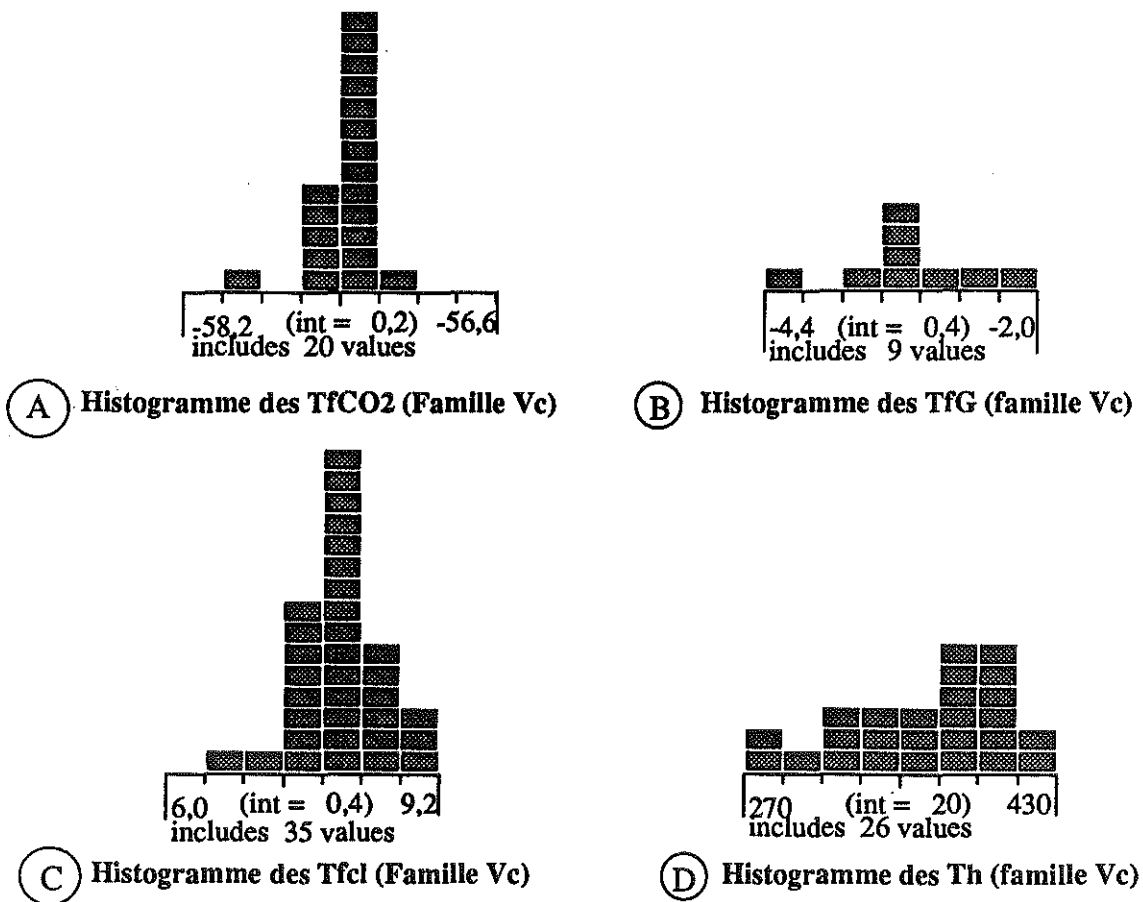 -58,2 (int = 0,2) -56,6
includes 20 values
A Histogramme des TfCO2 (Famille Vc)
-4,4 (int = 0,4) -2,0
includes 9 values
B Histogramme des TfG (famille Vc)
6,0 (int = 0,4) 9,2
includes 35 values
C Histogramme des Tfcl (Famille Vc)
270 (int = 20) 430
includes 26 values
D Histogramme des Th (famille Vc)